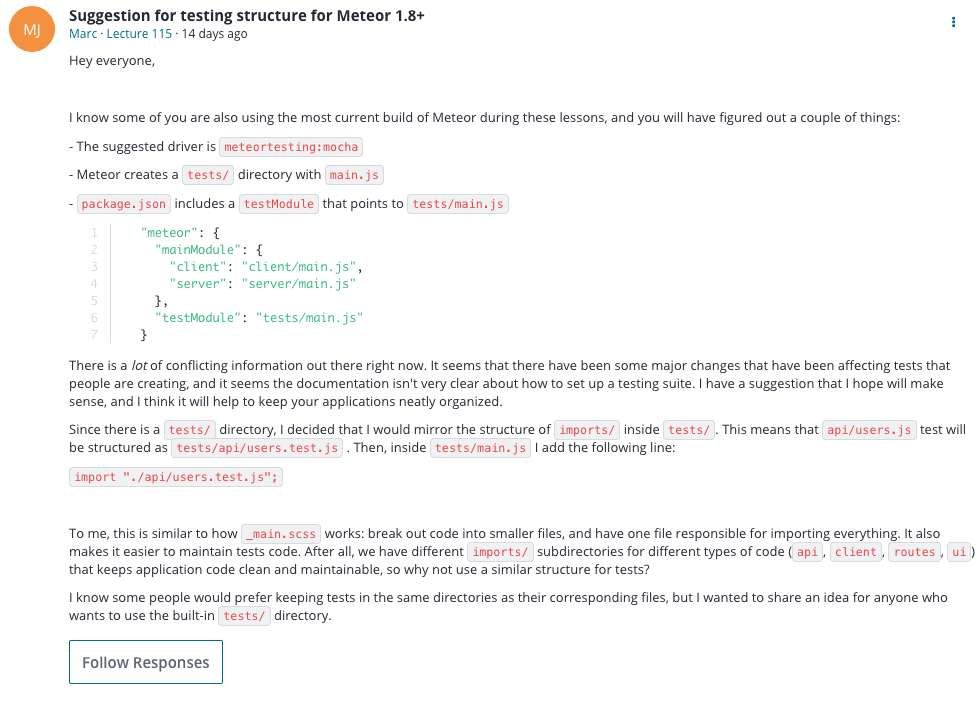 MJ
Suggestion for testing structure for Meteor 1.8+
Marc · Lecture 115 · 14 days ago
Hey everyone,
I know some of you are also using the most current build of Meteor during these lessons, and you will have figured out a couple of things:
- The suggested driver is meteortesting:mocha
- Meteor creates a tests/ directory with main.js
- package.json includes a testModule that points to tests/main.js
1 "meteor": {
2 "mainModule": {
3 "client": "client/main.js",
4 "server": "server/main.js"
5 },
6 "testModule": "tests/main.js"
7 }
There is a lot of conflicting information out there right now. It seems that there have been some major changes that have been affecting tests that
people are creating, and it seems the documentation isn't very clear about how to set up a testing suite. I have a suggestion that I hope will make
sense, and I think it will help to keep your applications neatly organized.
Since there is a tests/ directory, I decided that I would mirror the structure of imports/ inside tests/. This means that api/users.js test will
be structured as tests/api/users.test.js . Then, inside tests/main.js I add the following line:
import "./api/users.test.js";
To me, this is similar to how _main.scss works: break out code into smaller files, and have one file responsible for importing everything. It also
makes it easier to maintain tests code. After all, we have different imports/ subdirectories for different types of code (api, client, routes, ui)
that keeps application code clean and maintainable, so why not use a similar structure for tests?
I know some people would prefer keeping tests in the same directories as their corresponding files, but I wanted to share an idea for anyone who
wants to use the built-in tests/ directory.
Follow Responses